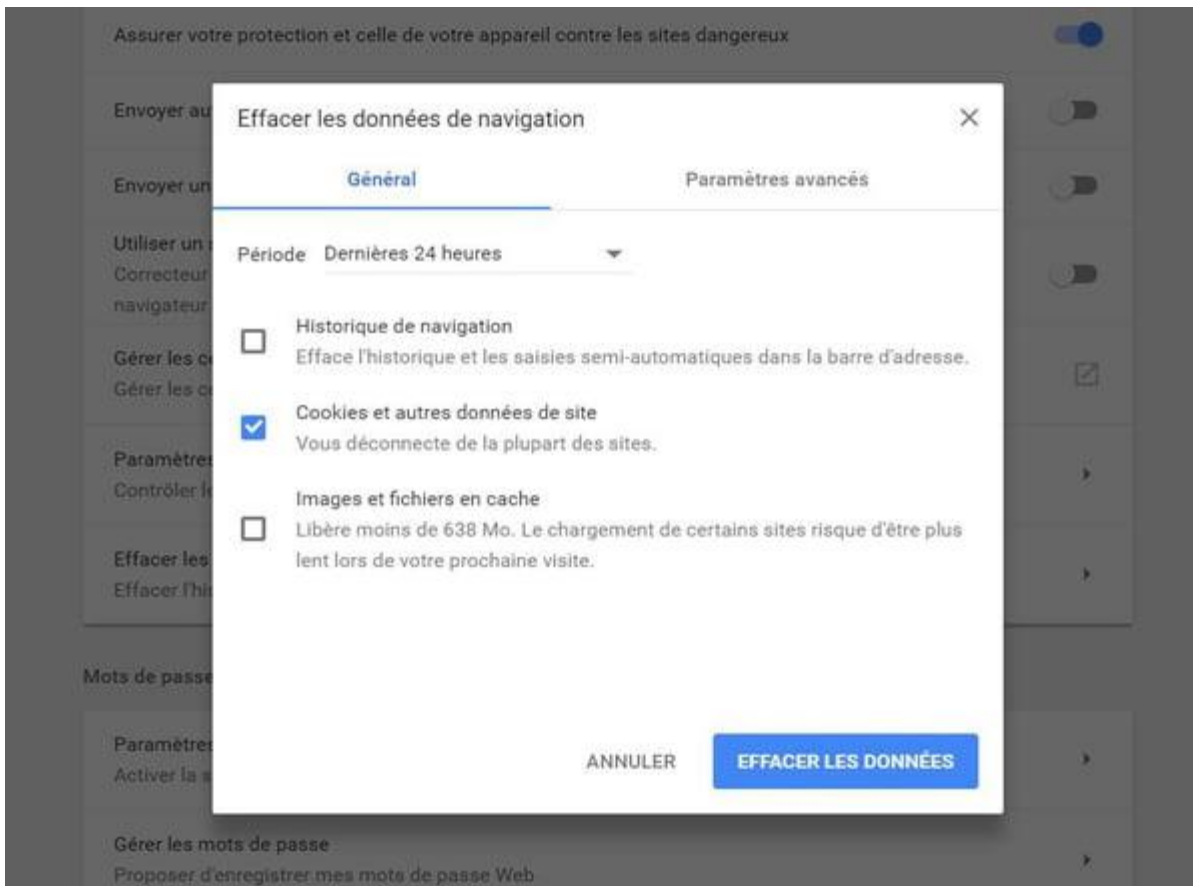 Assurer votre protection et celle de votre appareil contre les sites dangereux
Envoyer au
Effacer les données de navigation
Général
Paramètres avancés
Envoyer un
Période Dernières 24 heures
Utiliser un
Correcteur
navigateur
Historique de navigation
Efface l'historique et les saisies semi-automatiques dans la barre d'adresse.
Gérer les
Gérer les
Cookies et autres données de site
Vous déconnecte de la plupart des sites.
Paramètres
Contrôler
Images et fichiers en cache
Libère moins de 638 Mo. Le chargement de certains sites risque d'être plus
lent lors de votre prochaine visite.
Effacer les
Effacer
Mots de passe
Paramètres
Activer la
ANNULER
EFFACER LES DONNÉES
Gérer les mots de passe
Proposer d'enregistrer mes mots de passe Web